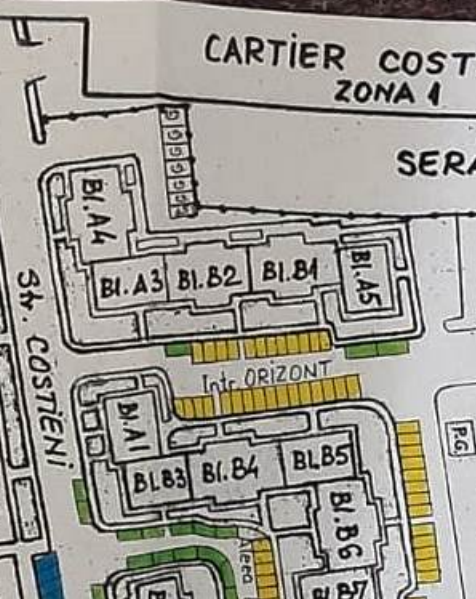 CARTIER COST
ZONA 1
G
G
G
G
G
G
SERA
Bl. A4
Bl. A3
Bl. B2
Bl. B1
Bl. A5
Str. COSTIENI
Intr. ORIZONT
P.G.
Bl. A1
Bl. B3
Bl. B4
Bl. B5
Bl. B6
Aleea
B7